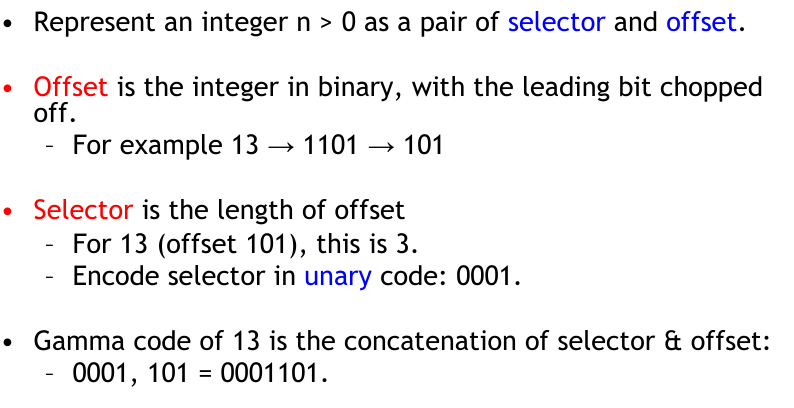 • Represent an integer n > 0 as a pair of selector and offset.
• Offset is the integer in binary, with the leading bit chopped
off.
– For example 13 → 1101 → 101
• Selector is the length of offset
– For 13 (offset 101), this is 3.
– Encode selector in unary code: 0001.
• Gamma code of 13 is the concatenation of selector & offset:
– 0001, 101 = 0001101.